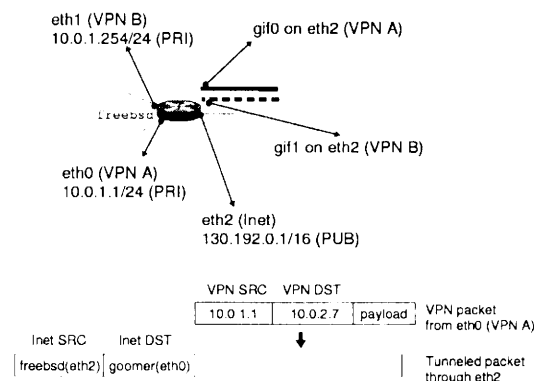 eth1 (VPN B)
10.0.1.254/24 (PRI)
gif0 on eth2 (VPN A)
freebsd
gif1 on eth2 (VPN B)
eth0 (VPN A)
10.0.1.1/24 (PRI)
eth2 (Inet)
130.192.0.1/16 (PUB)
VPN SRC VPN DST
10.0.1.1 10.0.2.7 payload
VPN packet
from eth0 (VPN A)
Inet SRC Inet DST
freebsd(eth2) goomer(eth0)
Tunneled packet
through eth2